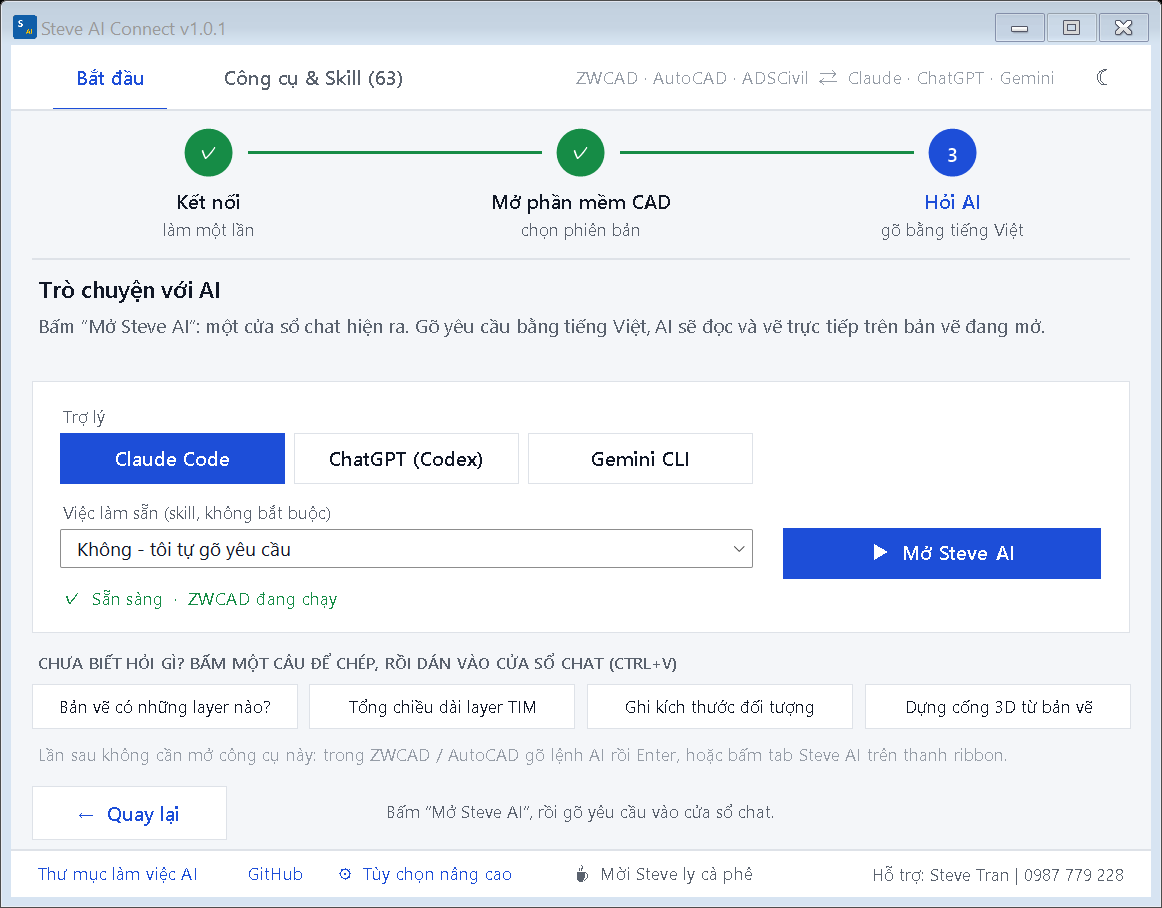 S AI Steve AI Connect v1.0.1
Bắt đầu Công cụ & Skill (63) ZWCAD · AutoCAD · ADSCivil ⇄ Claude · ChatGPT · Gemini
✓ ✓ 3
Kết nối Mở phần mềm CAD Hỏi AI
làm một lần chọn phiên bản gõ bằng tiếng Việt
Trò chuyện với AI
Bấm “Mở Steve AI”: một cửa sổ chat hiện ra. Gõ yêu cầu bằng tiếng Việt, AI sẽ đọc và vẽ trực tiếp trên bản vẽ đang mở.
Trợ lý
Claude Code ChatGPT (Codex) Gemini CLI
Việc làm sẵn (skill, không bắt buộc)
Không - tôi tự gõ yêu cầu ▶ Mở Steve AI
✓ Sẵn sàng · ZWCAD đang chạy
CHƯA BIẾT HỎI GÌ? BẤM MỘT CÂU ĐỂ CHÉP, RỒI DÁN VÀO CỬA SỔ CHAT (CTRL+V)
Bản vẽ có những layer nào? Tổng chiều dài layer TIM Ghi kích thước đối tượng Dựng cống 3D từ bản vẽ
Lần sau không cần mở công cụ này: trong ZWCAD / AutoCAD gõ lệnh AI rồi Enter, hoặc bấm tab Steve AI trên thanh ribbon.
← Quay lại Bấm “Mở Steve AI”, rồi gõ yêu cầu vào cửa sổ chat.
Thư mục làm việc AI GitHub ⚙ Tùy chọn nâng cao Mời Steve ly cà phê Hỗ trợ: Steve Tran | 0987 779 228